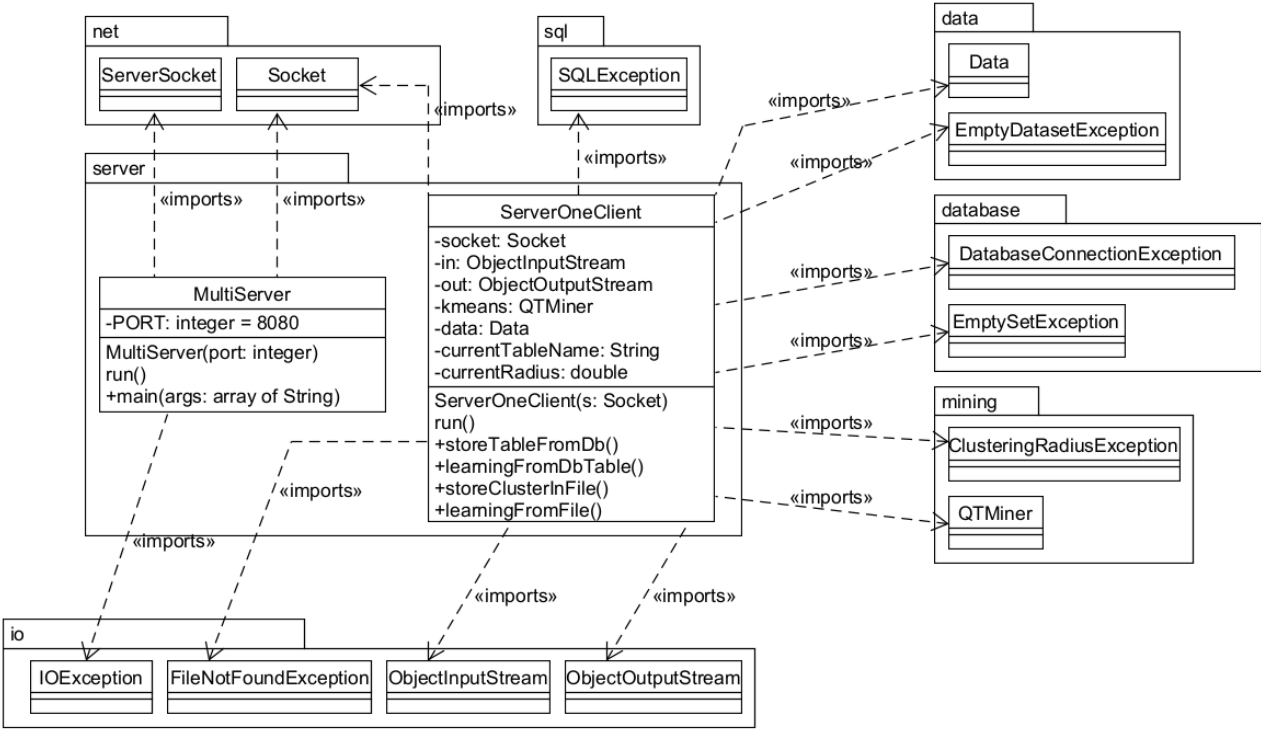 net
ServerSocket
Socket
«imports»
sql
SQLException
«imports»
data
Data
«imports»
EmptyDatasetException
«imports»
server
«imports»
«imports»
MultiServer
-PORT: integer = 8080
MultiServer(port: integer)
run()
+main(args: array of String)
ServerOneClient
-socket: Socket
-in: ObjectInputStream
-out: ObjectOutputStream
-kmeans: QTMiner
-data: Data
-currentTableName: String
-currentRadius: double
ServerOneClient(s: Socket)
run()
+storeTableFromDb()
+learningFromDbTable()
+storeClusterInFile()
+learningFromFile()
database
DatabaseConnectionException
«imports»
EmptySetException
«imports»
mining
ClusteringRadiusException
«imports»
QTMiner
«imports»
«imports»
«imports»
«imports»
«imports»
io
IOException
FileNotFoundException
ObjectInputStream
ObjectOutputStream